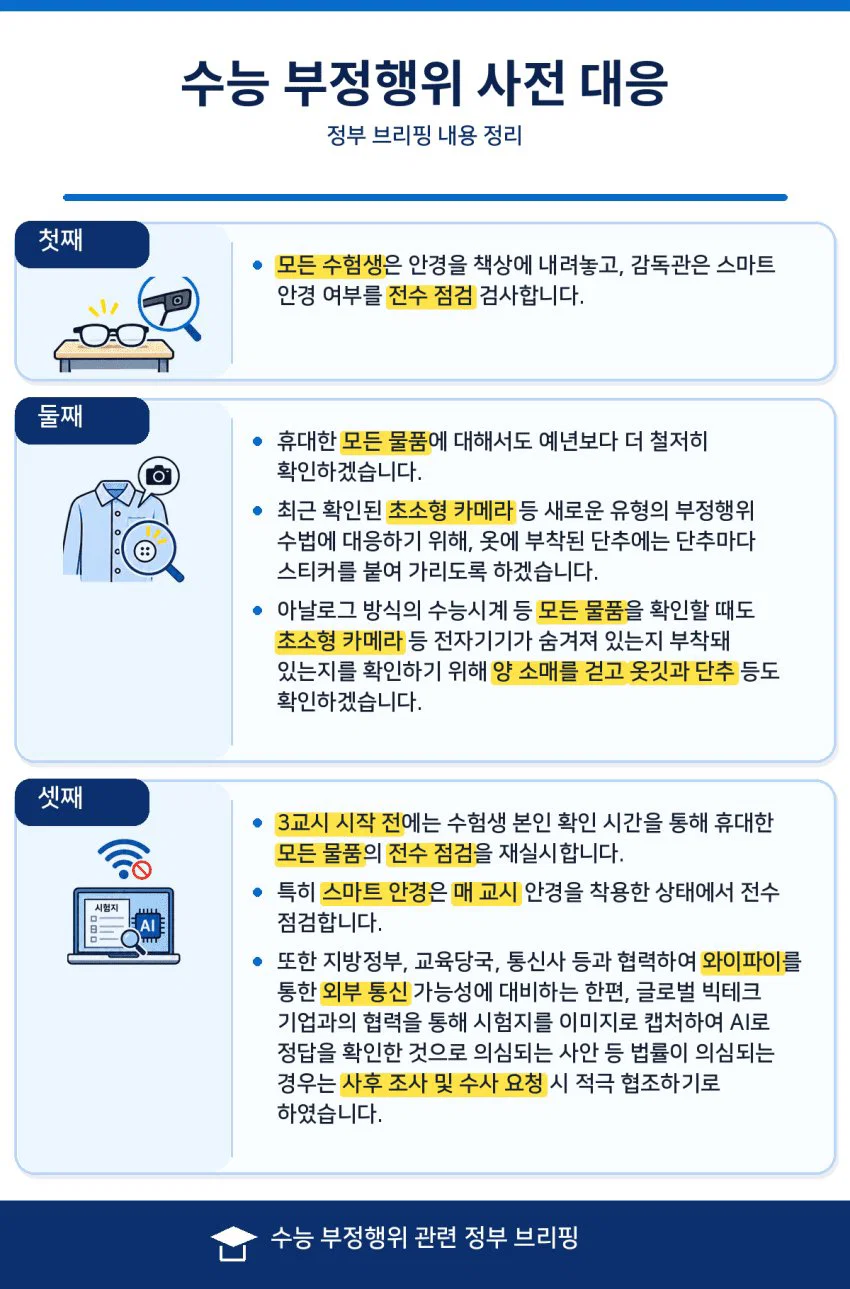 수능 부정행위 사전 대응
정부 브리핑 내용 정리
첫째
모든 수험생은 안경을 책상에 내려놓고, 감독관은 스마트
안경 여부를 전수 점검 검사합니다.
둘째
휴대한 모든 물품에 대해서도 예년보다 더 철저히
확인하겠습니다.
최근 확인된 초소형 카메라 등 새로운 유형의 부정행위
수법에 대응하기 위해, 옷에 부착된 단추에는 단추마다
스티커를 붙여 가리도록 하겠습니다.
아날로그 방식의 수능시계 등 모든 물품을 확인할 때도
초소형 카메라 등 전자기기가 숨겨져 있는지 부착돼
있는지를 확인하기 위해 양 소매를 걷고 옷깃과 단추 등도
확인하겠습니다.
셋째
시험지
AI
3교시 시작 전에는 수험생 본인 확인 시간을 통해 휴대한
모든 물품의 전수 점검을 재실시합니다.
특히 스마트 안경은 매 교시 안경을 착용한 상태에서 전수
점검합니다.
또한 지방정부, 교육당국, 통신사 등과 협력하여 와이파이를
통한 외부 통신 가능성에 대비하는 한편, 글로벌 빅테크
기업과의 협력을 통해 시험지를 이미지로 캡처하여 AI로
정답을 확인한 것으로 의심되는 사안 등 법률이 의심되는
경우는 사후 조사 및 수사 요청 시 적극 협조하기로
하였습니다.
수능 부정행위 관련 정부 브리핑